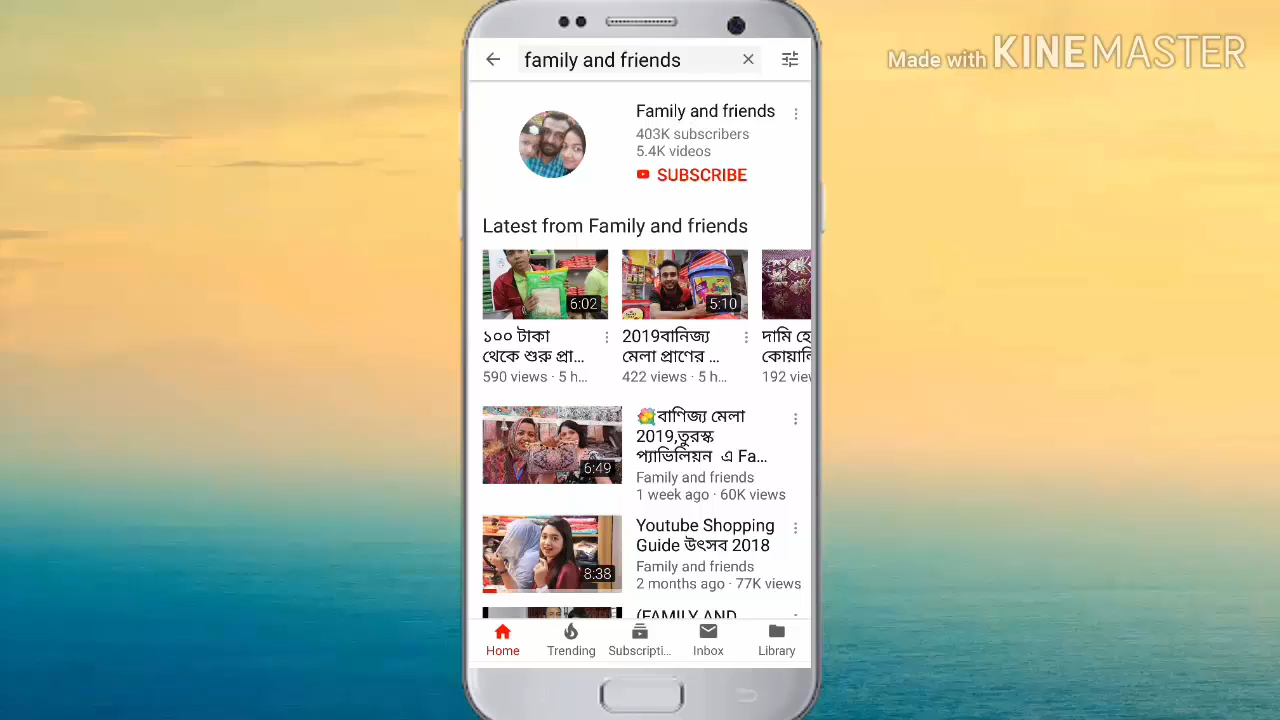 Made with KINEMASTER
family and friends
Family and friends
403K subscribers
5.4K videos
SUBSCRIBE
Latest from Family and friends
6:02
5:10
১০০ টাকা
থেকে শুরু প্রা...
590 views · 5 h...
2019বানিজ্য
মেলা প্রাণের ...
422 views · 5 h...
দামি হে
কোয়ালি
192 view
6:49
বাণিজ্য মেলা
2019,তুরস্ক
প্যাভিলিয়ন এ Fa...
Family and friends
1 week ago · 60K views
8:38
Youtube Shopping
Guide উৎসব 2018
Family and friends
2 months ago · 77K views
(FAMILY AND
Home
Trending
Subscripti...
Inbox
Library